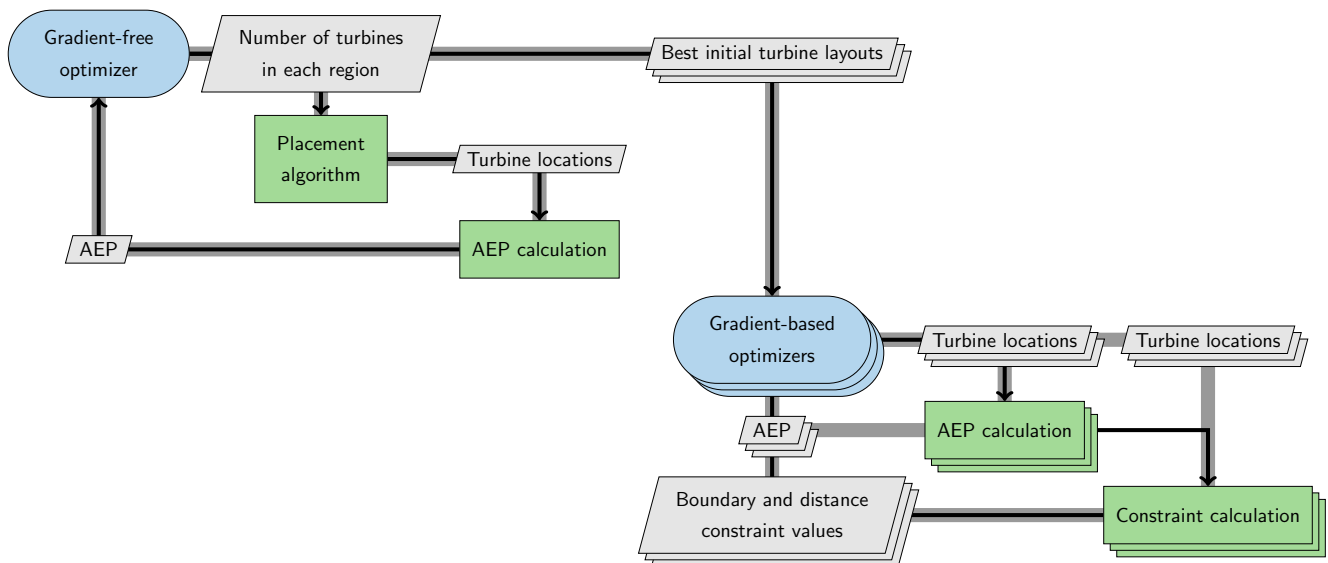 Gradient-free
optimizer
Number of turbines
in each region
Best initial turbine layouts
Placement
algorithm
Turbine locations
AEP
AEP calculation
Gradient-based
optimizers
Turbine locations
Turbine locations
AEP
AEP calculation
Boundary and distance
constraint values
Constraint calculation